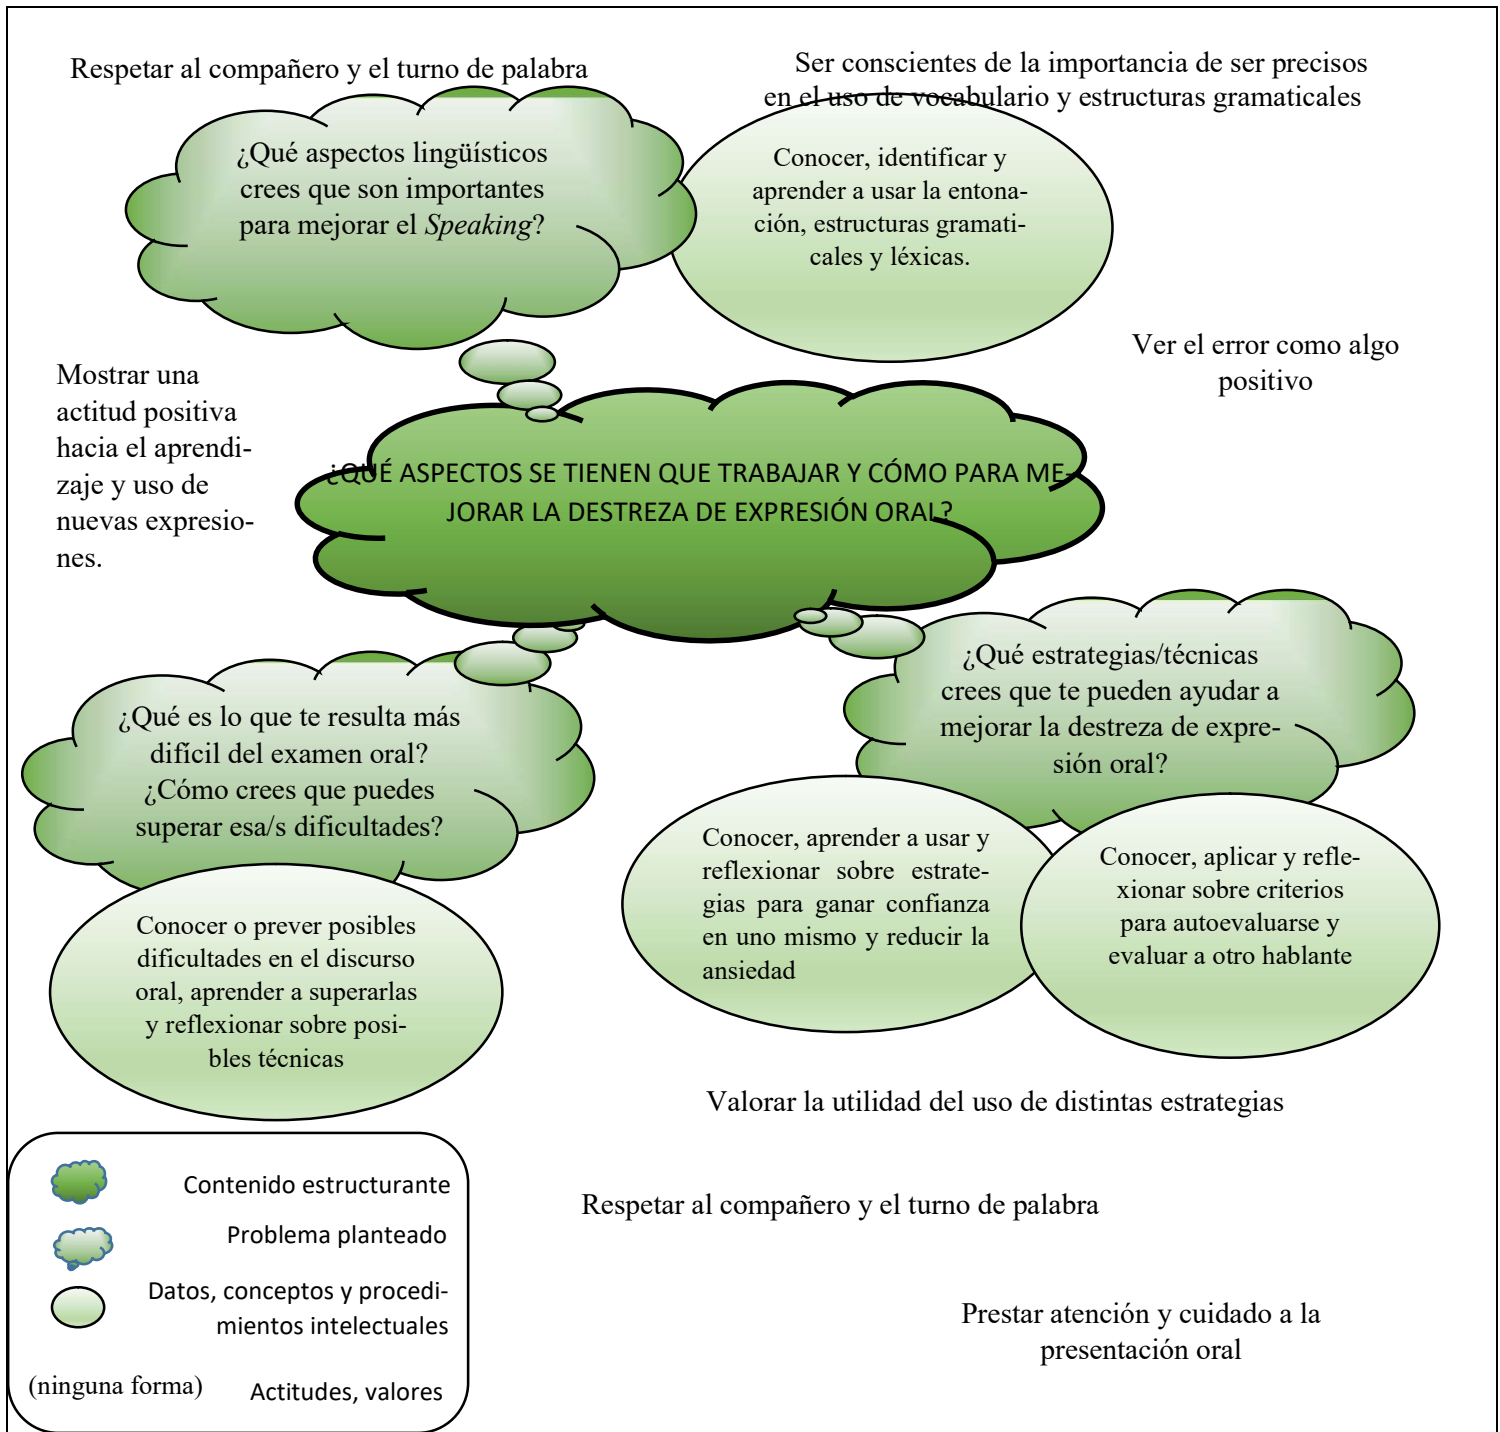 Respetar al compañero y el turno de palabra
Ser conscientes de la importancia de ser precisos
en el uso de vocabulario y estructuras gramaticales
¿Qué aspectos lingüísticos
crees que son importantes
para mejorar el Speaking?
Conocer, identificar y
aprender a usar la entona-
ción, estructuras gramati-
cales y léxicas.
Ver el error como algo
positivo
Mostrar una
actitud positiva
hacia el aprendi-
zaje y uso de
nuevas expresio-
nes.
¿QUÉ ASPECTOS SE TIENEN QUE TRABAJAR Y CÓMO PARA ME-
JORAR LA DESTREZA DE EXPRESIÓN ORAL?
¿Qué es lo que te resulta más
difícil del examen oral?
¿Cómo crees que puedes
superar esa/s dificultades?
¿Qué estrategias/técnicas
crees que te pueden ayudar a
mejorar la destreza de expre-
sión oral?
Conocer o prever posibles
dificultades en el discurso
oral, aprender a superarlas
y reflexionar sobre posi-
bles técnicas
Conocer, aprender a usar y
reflexionar sobre estrate-
gias para ganar confianza
en uno mismo y reducir la
ansiedad
Conocer, aplicar y refle-
xionar sobre criterios
para autoevaluarse y
evaluar a otro hablante
Valorar la utilidad del uso de distintas estrategias
Respetar al compañero y el turno de palabra
Prestar atención y cuidado a la
presentación oral
Contenido estructurante
Problema planteado
Datos, conceptos y procedi-
mientos intelectuales
(ninguna forma) Actitudes, valores